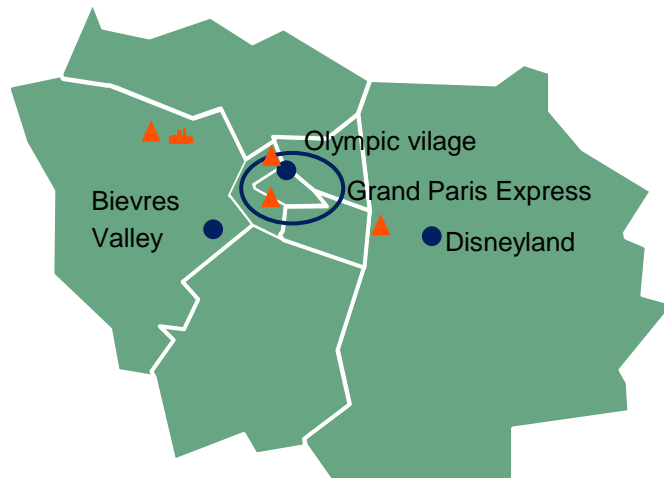 Olympic vilage
Grand Paris Express
Bievres
Valley
Disneyland